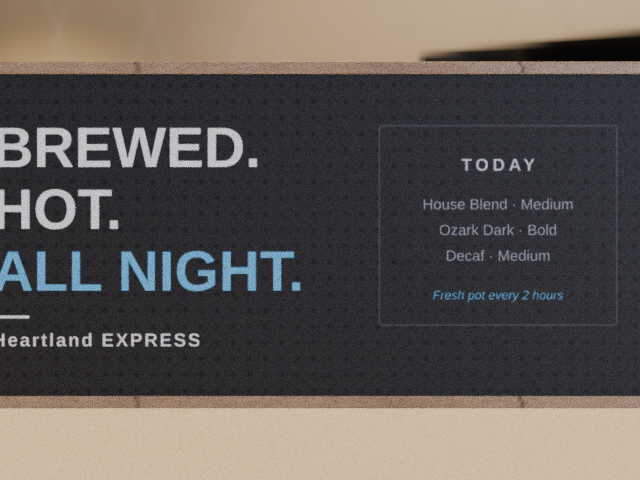 BREWED.
HOT.
ALL NIGHT.
Heartland EXPRESS
TODAY
House Blend · Medium
Ozark Dark · Bold
Decaf · Medium
Fresh pot every 2 hours